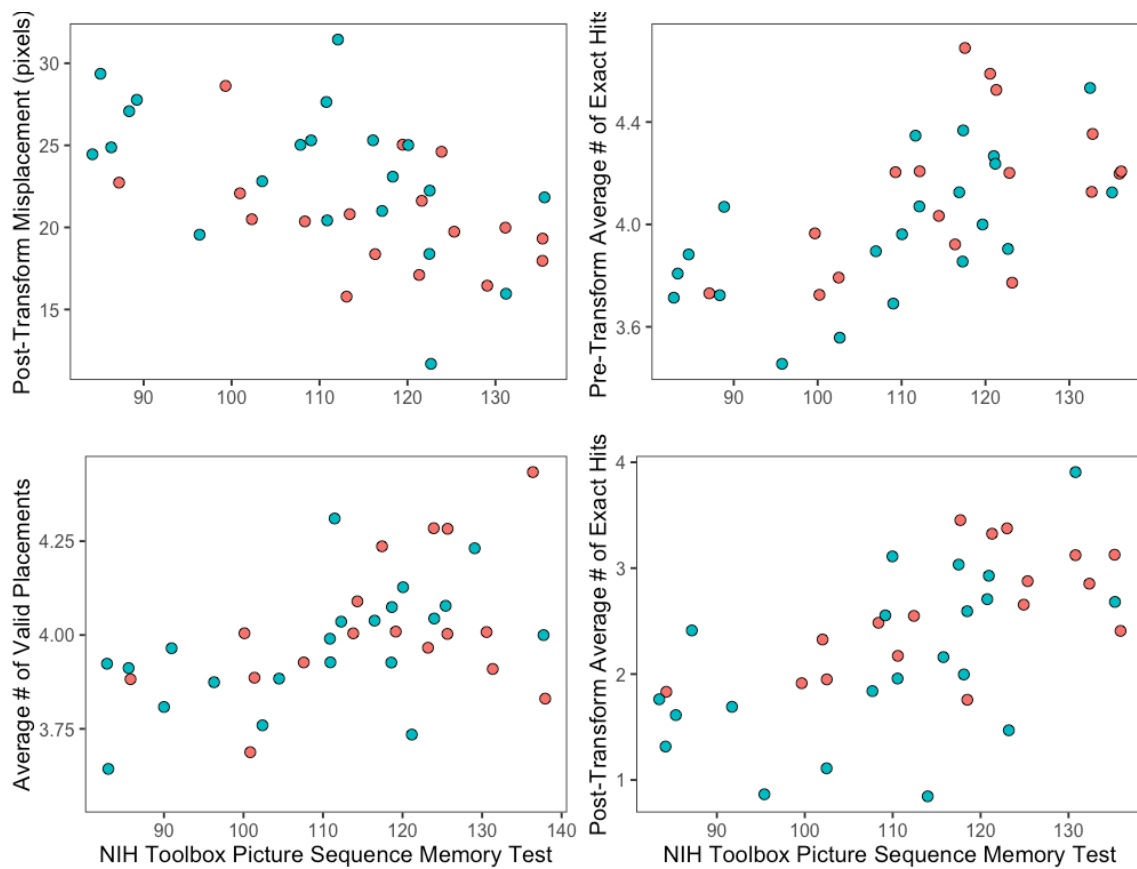 Post-Transform Misplacement (pixels)
30
25
20
15
90 100 110 120 130
Pre-Transform Average # of Exact Hits
4.4
4.0
3.6
90 100 110 120 130
Average # of Valid Placements
4.25
4.00
3.75
90 100 110 120 130 140
NIH Toolbox Picture Sequence Memory Test
Post-Transform Average # of Exact Hits
4
3
2
1
90 100 110 120 130
NIH Toolbox Picture Sequence Memory Test